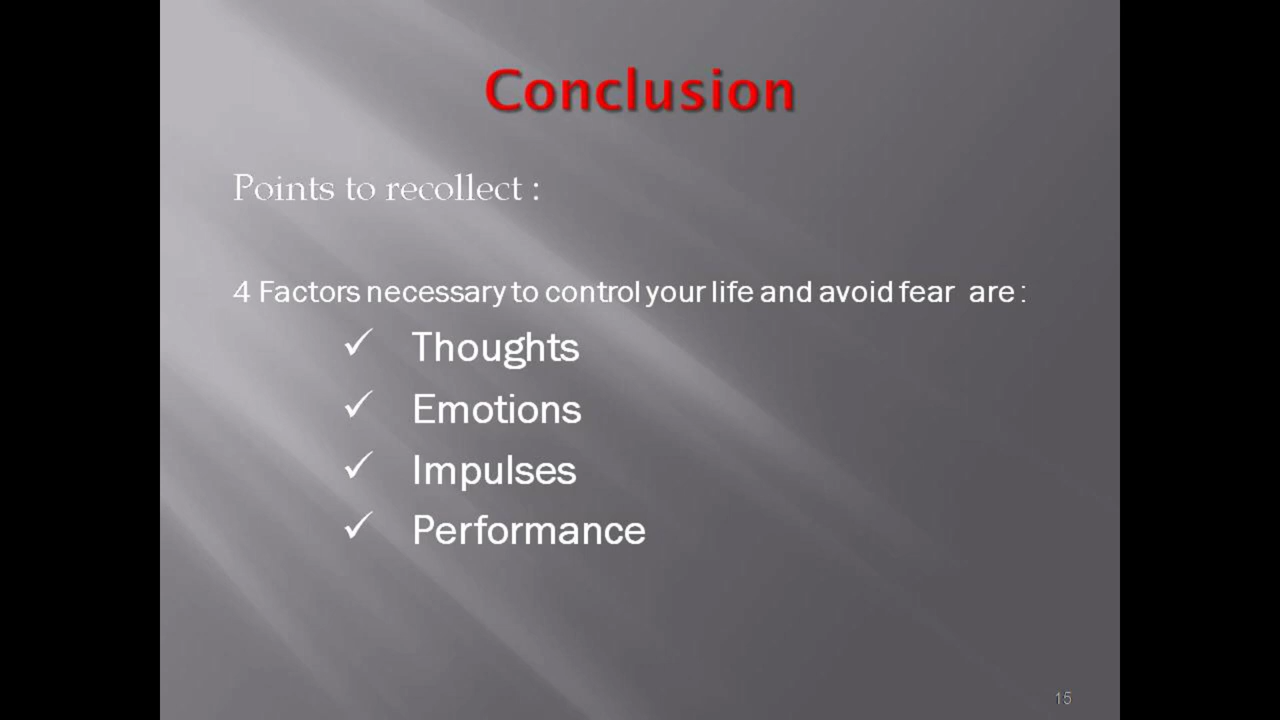 Conclusion
Points to recollect :
4 Factors necessary to control your life and avoid fear are :
✓ Thoughts
✓ Emotions
✓ Impulses
✓ Performance
15